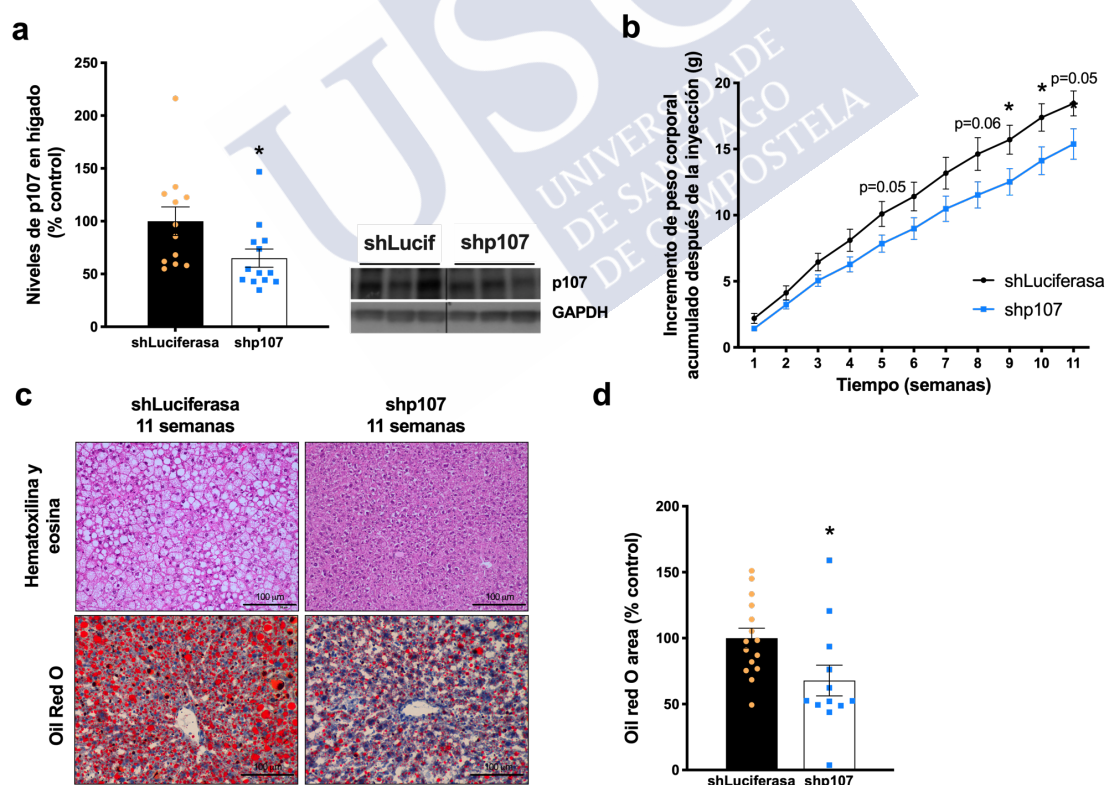 a
Niveles de p107 en hígado
(% control)
250
200
150
100
50
0
*
shLuciferasa
shp107
shLucif
shp107
p107
GAPDH
b
Incremento de peso corporal
acumulado después de la inyección (g)
20
15
10
5
0
p=0.05
p=0.06
*
*
p=0.05
*
shLuciferasa
shp107
1 2 3 4 5 6 7 8 9 10 11
Tiempo (semanas)
UNIVERSIDADE
DE SANTIAGO
DE COMPOSTELA
c
shLuciferasa
11 semanas
shp107
11 semanas
Hematoxilina y
eosina
100 µm
100 µm
Oil Red O
100 µm
100 µm
d
Oil red O area (% control)
200
150
100
50
0
*
shLuciferasa
shp107